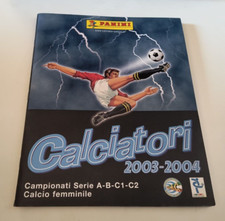 PANINI
Calciatori
2003-2004
Campionati Serie A-B-C1-C2
Calcio femminile